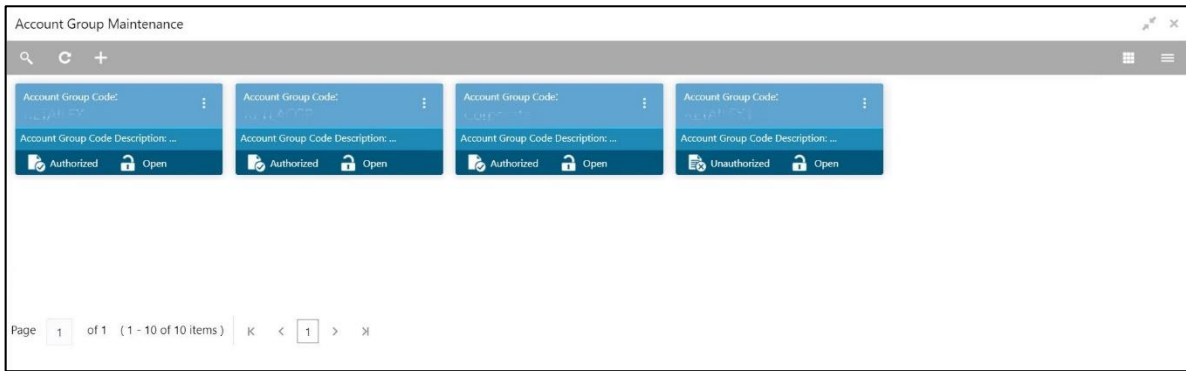 Account Group Maintenance
Account Group Code:
Account Group Code Description: ...
Authorized Open
Account Group Code:
Account Group Code Description: ...
Authorized Open
Account Group Code:
Account Group Code Description: ...
Authorized Open
Account Group Code:
Account Group Code Description: ...
Unauthorized Open
Page 1 of 1 ( 1 - 10 of 10 items ) 1